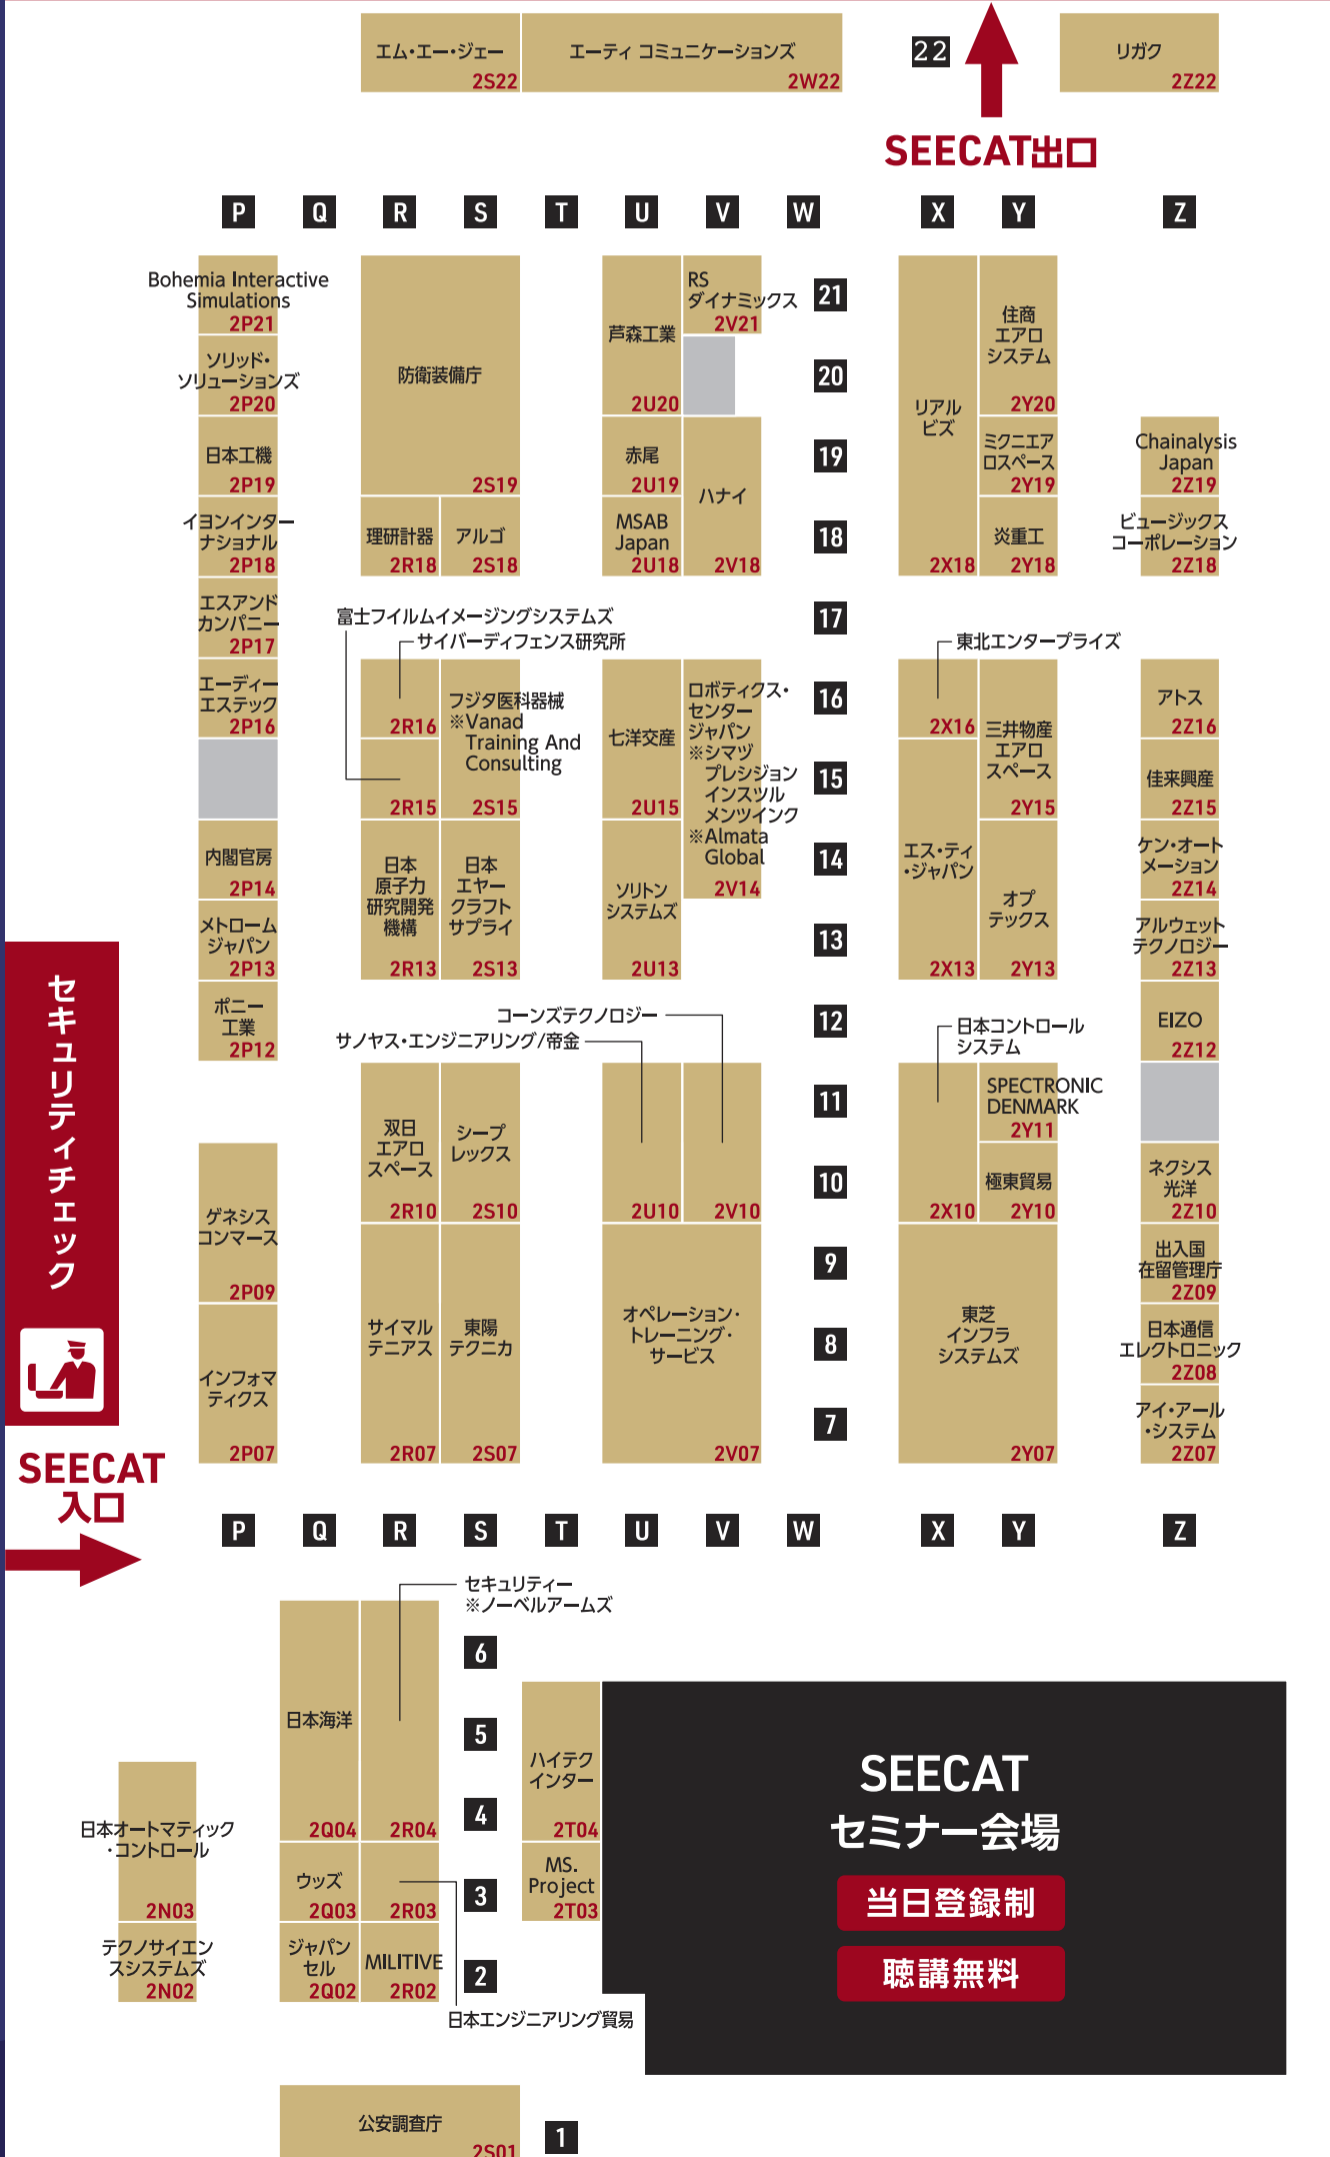 エム・エー・ジェー
2S22
エーティ コミュニケーションズ
2W22
22
リガク
2Z22
SEECAT出口
P
Q
R
S
T
U
V
W
X
Y
Z
Bohemia Interactive
Simulations
2P21
ソリッド・
ソリューションズ
2P20
日本工機
2P19
イヨンインター
ナショナル
2P18
エスアンド
カンパニー
2P17
エーディー
エステック
2P16
内閣官房
2P14
メトローム
ジャパン
2P13
ポニー
工業
2P12
ゲネシス
コンマース
2P09
インフォマ
ティクス
2P07
防衛装備庁
2S19
理研計器
2R18
アルゴ
2S18
富士フイルムイメージングシステムズ
サイバーディフェンス研究所
2R16
2R15
フジタ医科器械
※Vanad
Training And
Consulting
2S15
日本
原子力
研究開発
機構
2R13
日本
エヤー
クラフト
サプライ
2S13
双日
エアロ
スペース
2R10
シープ
レックス
2S10
サイマル
テニアス
2R07
東陽
テクニカ
2S07
芦森工業
2U20
RS
ダイナミックス
2V21
赤尾
2U19
MSAB
Japan
2U18
ハナイ
2V18
七洋交産
2U15
ロボティクス・
センター
ジャパン
※シマヅ
プレシジョン
インスツル
メンツインク
※Almata
Global
2V14
ソリトン
システムズ
2U13
コーンズテクノロジー
サノヤス・エンジニアリング/帝金
2U10
2V10
オペレーション・
トレーニング・
サービス
2V07
21
20
19
18
17
16
15
14
13
12
11
10
9
8
7
リアル
ビズ
2X18
住商
エアロ
システム
2Y20
ミクニエア
ロスペース
2Y19
炎重工
2Y18
東北エンタープライズ
2X16
三井物産
エアロ
スペース
2Y15
エス・ティ
・ジャパン
2X13
オプ
テックス
2Y13
日本コントロール
システム
2X10
SPECTRONIC
DENMARK
2Y11
極東貿易
2Y10
東芝
インフラ
システムズ
2Y07
Chainalysis
Japan
2Z19
ビュージックス
コーポレーション
2Z18
アトス
2Z16
佳来興産
2Z15
ケン・オート
メーション
2Z14
アルウェット
テクノロジー
2Z13
EIZO
2Z12
ネクシス
光洋
2Z10
出入国
在留管理庁
2Z09
日本通信
エレクトロニック
2Z08
アイ・アール
・システム
2Z07
セキュリティチェック
SEECAT
入口
P
Q
R
S
T
U
V
W
X
Y
Z
セキュリティー
※ノーベルアームズ
日本海洋
2Q04
2R04
6
5
4
3
2
ハイテク
インター
2T04
MS.
Project
2T03
日本オートマティック
・コントロール
2N03
テクノサイエン
スシステムズ
2N02
ウッズ
2Q03
2R03
ジャパン
セル
2Q02
MILITIVE
2R02
日本エンジニアリング貿易
SEECAT
セミナー会場
当日登録制
聴講無料
公安調査庁
2S01
1